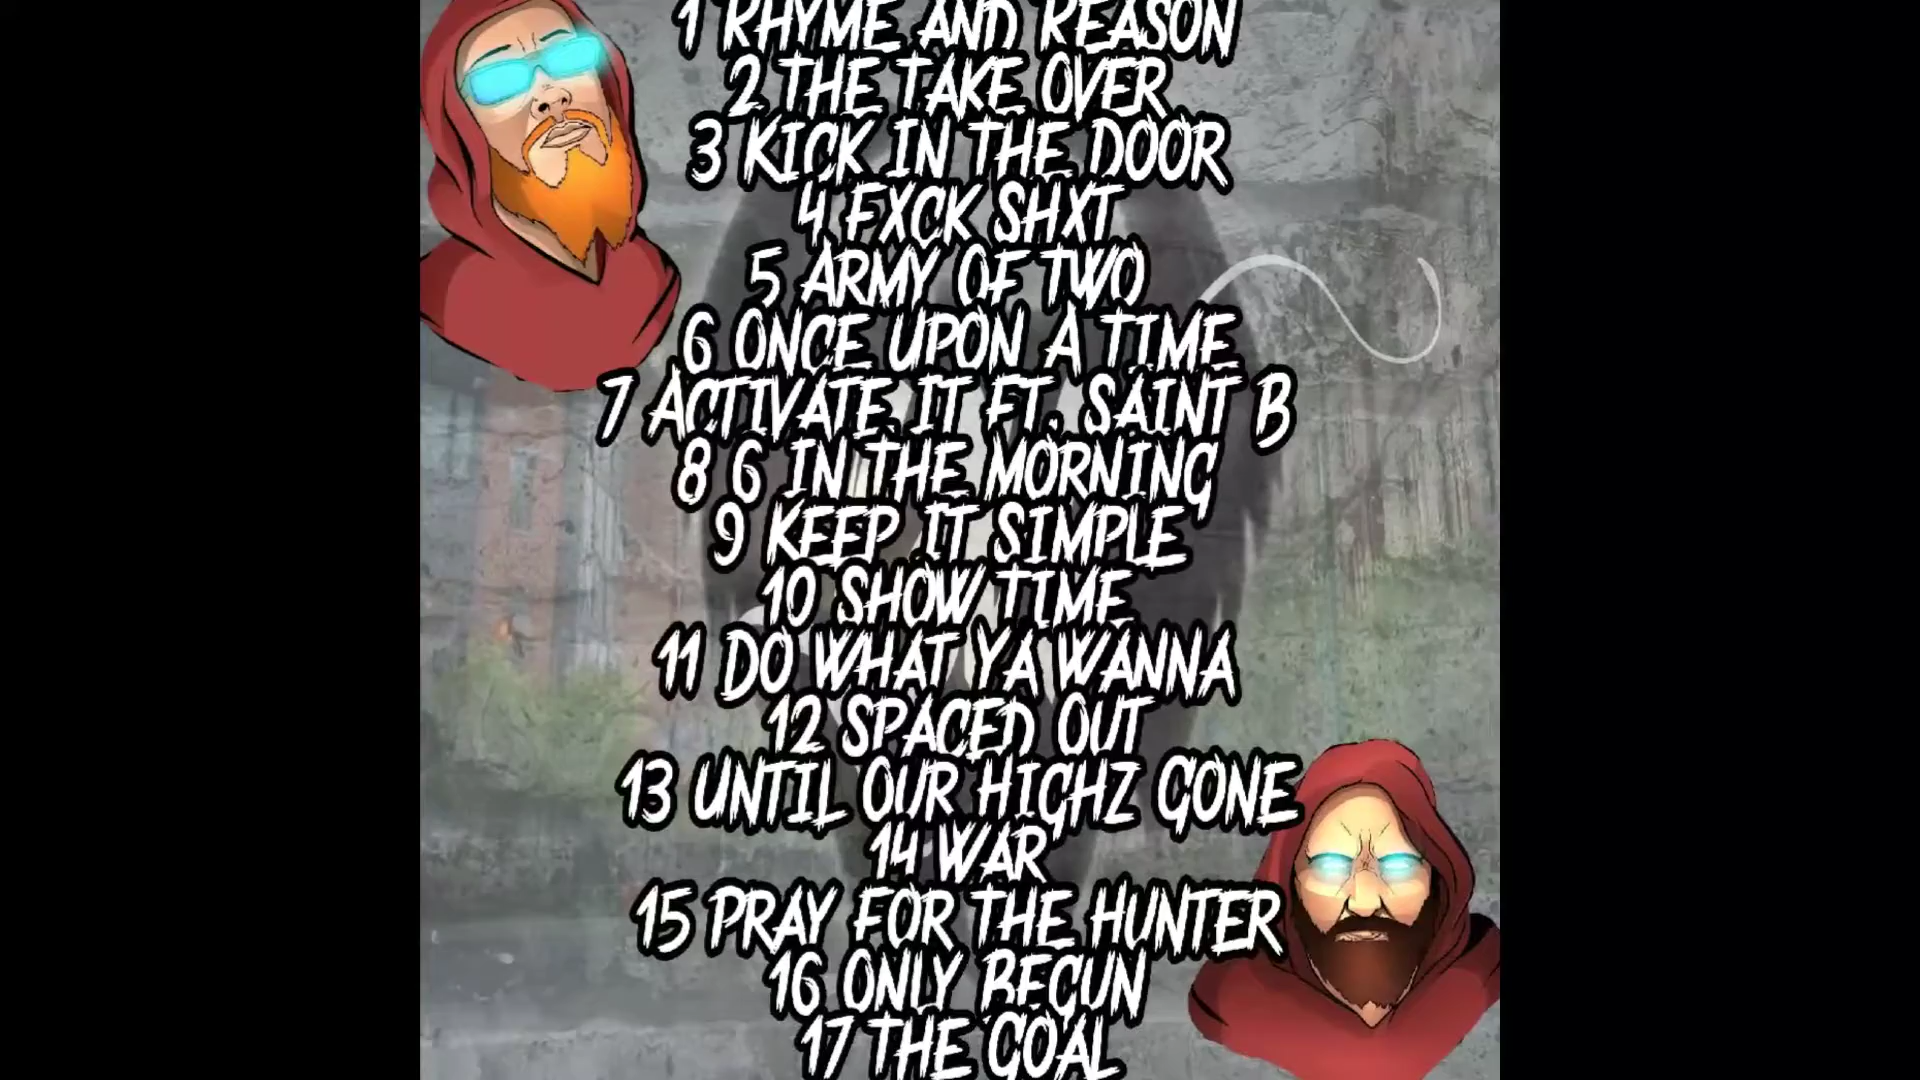 1 RHYME AND REASON
2 THE TAKE OVER
3 KICK IN THE DOOR
4 FXCK SHXT
5 ARMY OF TWO
6 ONCE UPON A TIME
7 ACTIVATE IT FT. SAINT B
8 6 IN THE MORNING
9 KEEP IT SIMPLE
10 SHOW TIME
11 DO WHAT YA WANNA
12 SPACED OUT
13 UNTIL OUR HIGHZ GONE
14 WAR
15 PRAY FOR THE HUNTER
16 ONLY BEGUN
17 THE GOAL